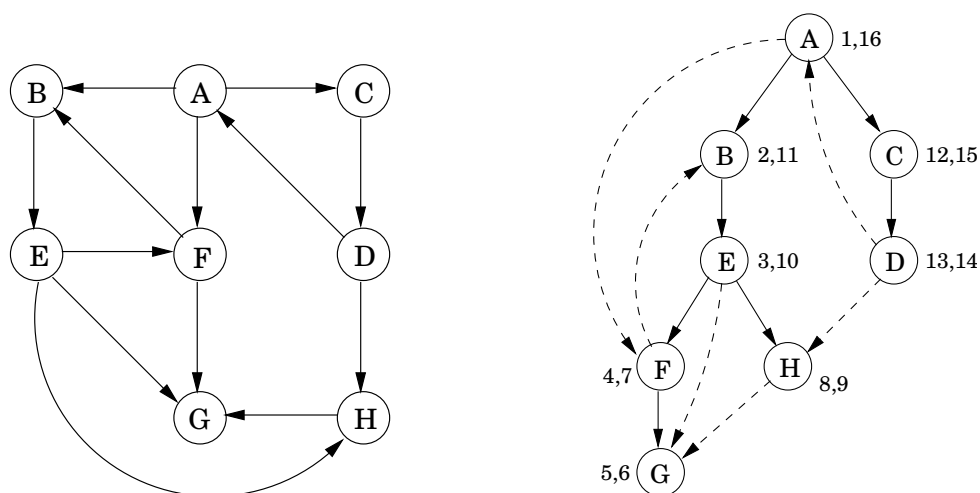 B A C
E F D
G H
A 1,16
B 2,11 C 12,15
E 3,10 D 13,14
4,7 F H 8,9
5,6 G